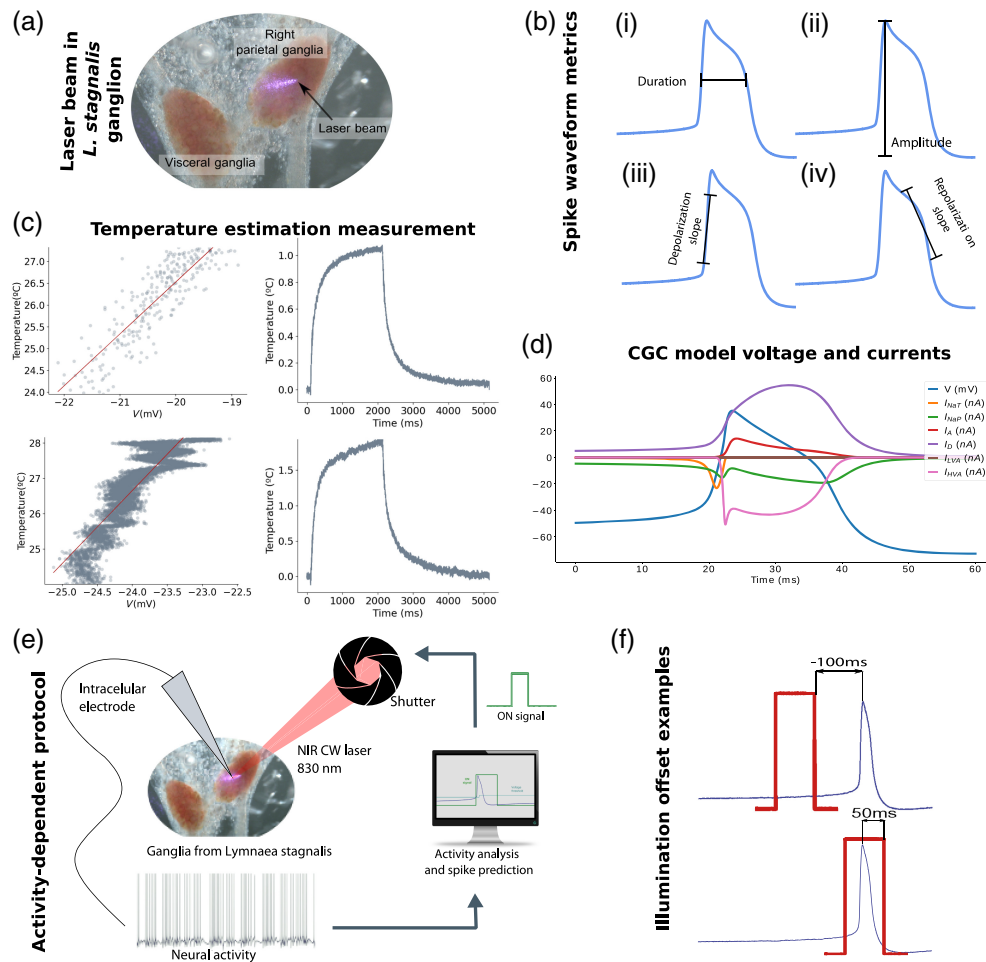 (a)
Laser beam in
L. stagnalis
ganglion
Right
parietal ganglia
Laser beam
Visceral ganglia
(b)
Spike waveform metrics
(i)
Duration
(ii)
Amplitude
(iii)
Depolarization
slope
(iv)
Repolarizati on
slope
(c)
Temperature estimation measurement
Temperature(ºC)
27.0
26.5
26.0
25.5
25.0
24.5
24.0
−22
−21
−20
−19
V(mV)
Temperature (ºC)
1.0
0.8
0.6
0.4
0.2
0.0
0
1000
2000
3000
4000
5000
Time (ms)
Temperature(ºC)
28
27
26
25
−25.0
−24.5
−24.0
−23.5
−23.0
−22.5
V(mV)
Temperature (ºC)
1.5
1.0
0.5
0.0
0
1000
2000
3000
4000
5000
Time (ms)
(d)
CGC model voltage and currents
60
40
20
0
−20
−40
−60
0
10
20
30
40
50
60
Time (ms)
V (mV)
I_NaT (nA)
I_NaP (nA)
I_A (nA)
I_D (nA)
I_LVA (nA)
I_HVA (nA)
(e)
Activity-dependent protocol
Intracelular
electrode
Shutter
ON signal
NIR CW laser
830 nm
Ganglia from Lymnaea stagnalis
Activity analysis
and spike prediction
Neural activity
(f)
Illumination offset examples
-100ms
50ms